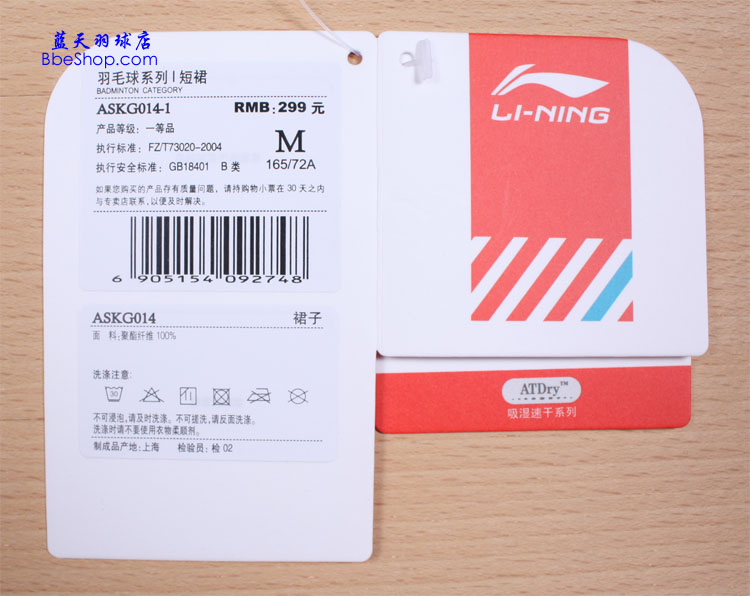 蓝天羽球店
BbeShop.com
羽毛球系列 | 短裙
BADMINTON CATEGORY
ASKG014-1 RMB: 299 元
产品等级: 一等品
执行标准: FZ/T73020-2004
M
执行安全标准: GB18401 B 类
165/72A
如果您购买的产品存有质量问题, 请持购物小票在 30 天之内
与专卖店联系, 以便及时解决。
6 905154 092748
ASKG014 裙子
面 料: 聚酯纤维 100%
洗涤注意:
30
不可浸泡, 请及时洗涤。不可搓洗, 请反面洗涤。
洗涤时请不要使用衣物柔顺剂。
制成品产地: 上海 检验员: 检 02
LI-NING
ATDry™
吸湿速干系列